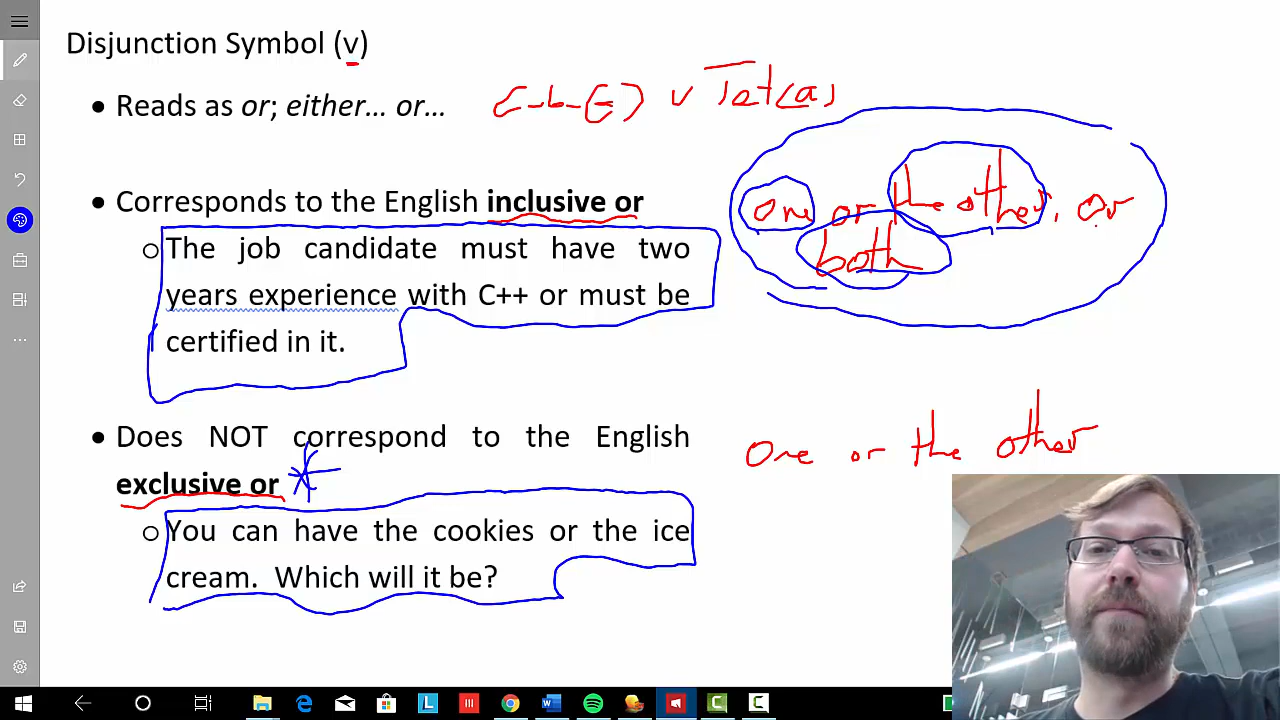 Disjunction Symbol (v)
• Reads as or; either… or…
v Tet(a)
• Corresponds to the English inclusive or
one or the other, or
both
○ The job candidate must have two
years experience with C++ or must be
certified in it.
• Does NOT correspond to the English
exclusive or *
one or the other
○ You can have the cookies or the ice
cream. Which will it be?